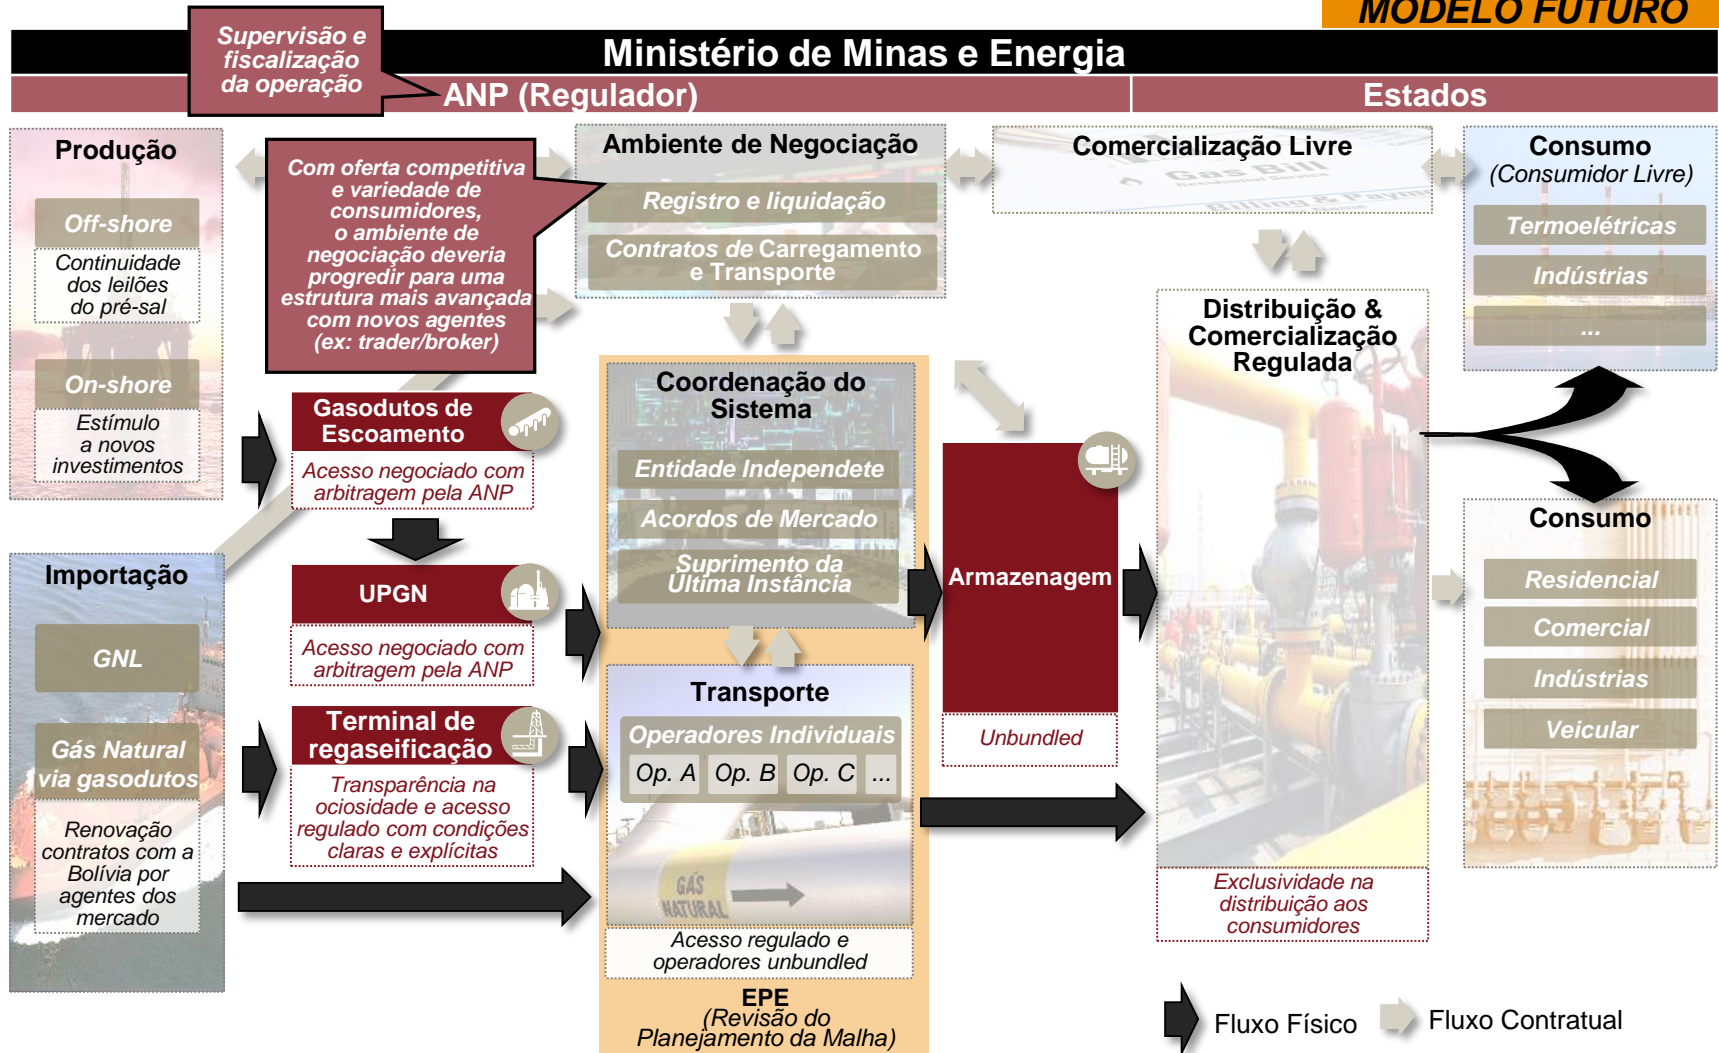 MODELO FUTURO
Supervisão e
fiscalização
da operação
Ministério de Minas e Energia
ANP (Regulador)
Estados
Produção
Off-shore
Continuidade
dos leilões
do pré-sal
On-shore
Estímulo
a novos
investimentos
Com oferta competitiva
e variedade de
consumidores,
o ambiente de
negociação deveria
progredir para uma
estrutura mais avançada
com novos agentes
(ex: trader/broker)
Ambiente de Negociação
Registro e liquidação
Contratos de Carregamento
e Transporte
Comercialização Livre
Gas Bill
Residential Service
Consumo
(Consumidor Livre)
Termoelétricas
Indústrias
...
Distribuição &
Comercialização
Regulada
Exclusividade na
distribuição aos
consumidores
Gasodutos de
Escoamento
Acesso negociado com
arbitragem pela ANP
UPGN
Acesso negociado com
arbitragem pela ANP
Terminal de
regaseificação
Transparência na
ociosidade e acesso
regulado com condições
claras e explícitas
Importação
GNL
Gás Natural
via gasodutos
Renovação
contratos com a
Bolívia por
agentes dos
mercado
Coordenação do
Sistema
Entidade Independete
Acordos de Mercado
Suprimento da
Última Instância
Transporte
Operadores Individuais
Op. A Op. B Op. C ...
GÁS
NATURAL
Acesso regulado e
operadores unbundled
EPE
(Revisão do
Planejamento da Malha)
Armazenagem
Unbundled
Consumo
Residencial
Comercial
Indústrias
Veicular
Fluxo Físico
Fluxo Contratual